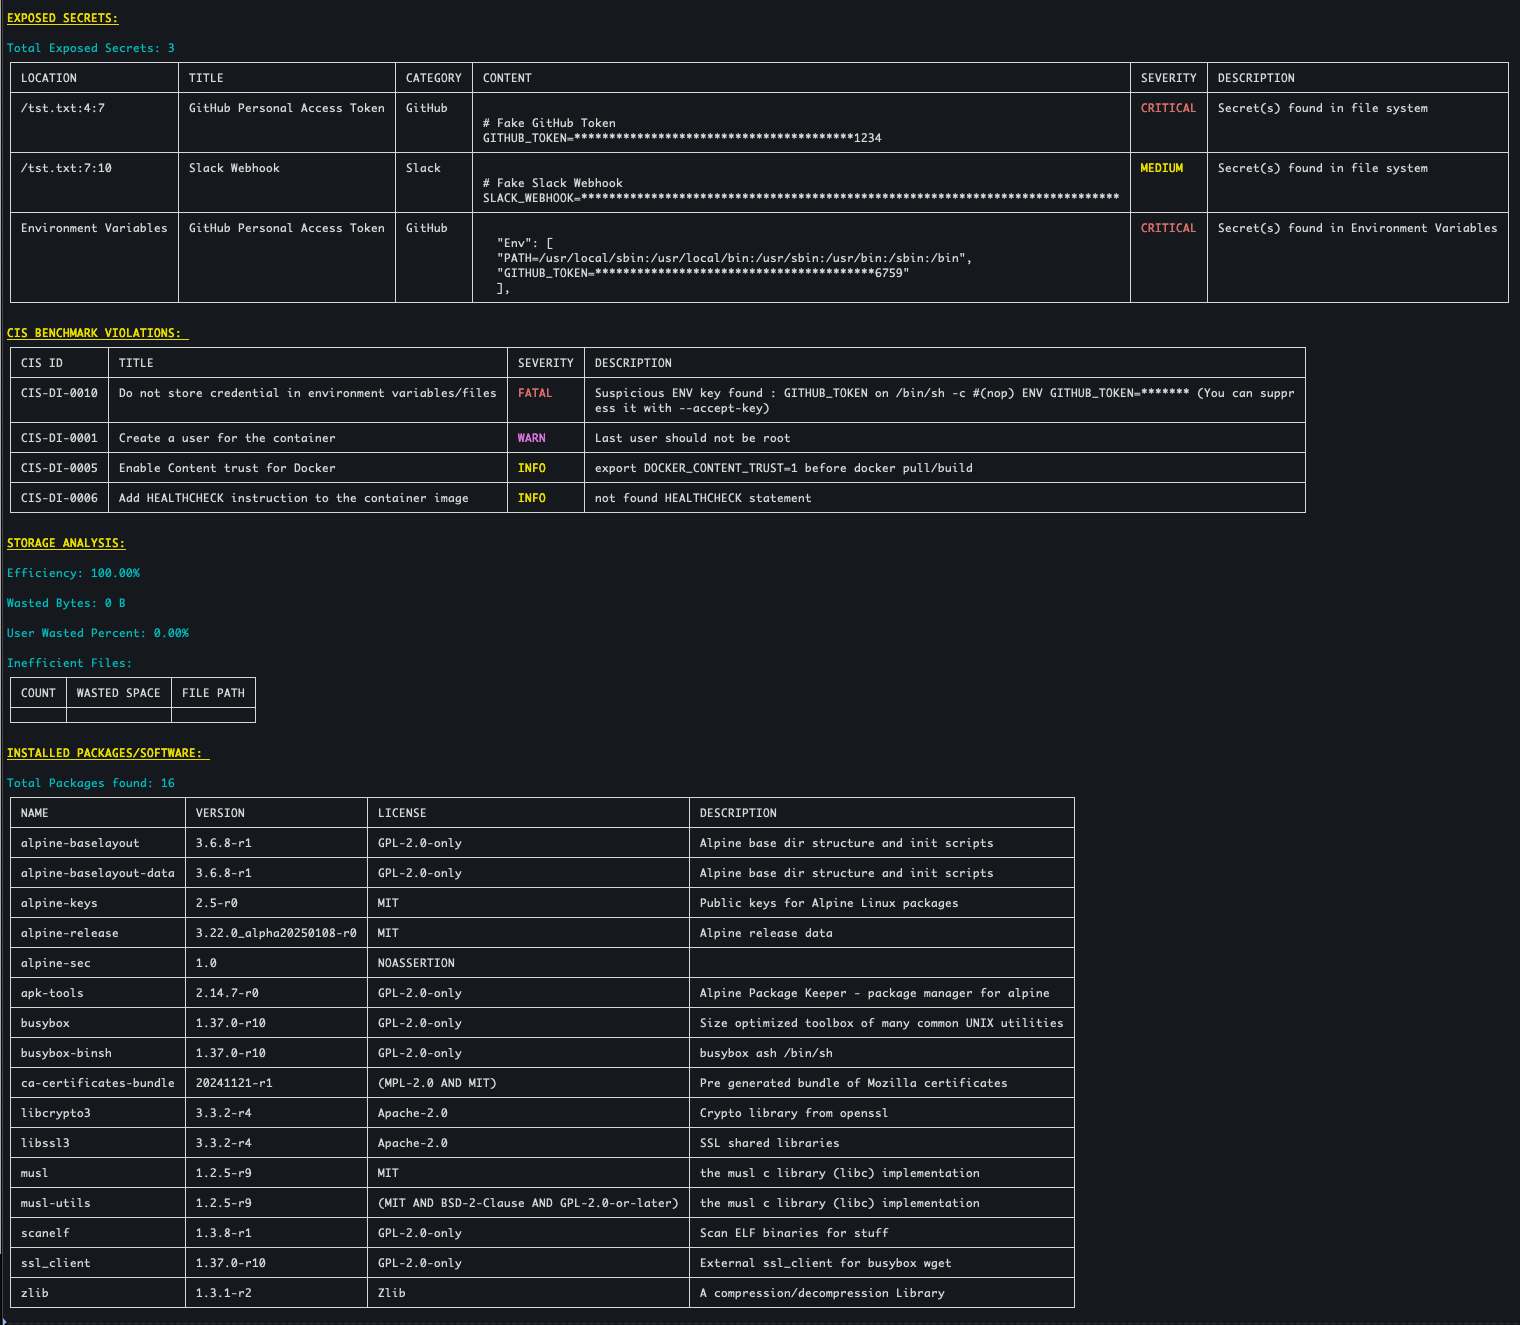 EXPOSED SECRETS:
Total Exposed Secrets: 3
LOCATION TITLE CATEGORY CONTENT SEVERITY DESCRIPTION
/tst.txt:4:7 GitHub Personal Access Token GitHub CRITICAL Secret(s) found in file system
# Fake GitHub Token
GITHUB_TOKEN=****************************************1234
/tst.txt:7:10 Slack Webhook Slack MEDIUM Secret(s) found in file system
# Fake Slack Webhook
SLACK_WEBHOOK=*****************************************************************************
Environment Variables GitHub Personal Access Token GitHub CRITICAL Secret(s) found in Environment Variables
"Env": [
"PATH=/usr/local/sbin:/usr/local/bin:/usr/sbin:/usr/bin:/sbin:/bin",
"GITHUB_TOKEN=****************************************6759"
],
CIS BENCHMARK VIOLATIONS:
CIS ID TITLE SEVERITY DESCRIPTION
CIS-DI-0010 Do not store credential in environment variables/files FATAL Suspicious ENV key found : GITHUB_TOKEN on /bin/sh -c #(nop) ENV GITHUB_TOKEN=******* (You can suppr
ess it with --accept-key)
CIS-DI-0001 Create a user for the container WARN Last user should not be root
CIS-DI-0005 Enable Content trust for Docker INFO export DOCKER_CONTENT_TRUST=1 before docker pull/build
CIS-DI-0006 Add HEALTHCHECK instruction to the container image INFO not found HEALTHCHECK statement
STORAGE ANALYSIS:
Efficiency: 100.00%
Wasted Bytes: 0 B
User Wasted Percent: 0.00%
Inefficient Files:
COUNT WASTED SPACE FILE PATH
INSTALLED PACKAGES/SOFTWARE:
Total Packages found: 16
NAME VERSION LICENSE DESCRIPTION
alpine-baselayout 3.6.8-r1 GPL-2.0-only Alpine base dir structure and init scripts
alpine-baselayout-data 3.6.8-r1 GPL-2.0-only Alpine base dir structure and init scripts
alpine-keys 2.5-r0 MIT Public keys for Alpine Linux packages
alpine-release 3.22.0_alpha20250108-r0 MIT Alpine release data
alpine-sec 1.0 NOASSERTION
apk-tools 2.14.7-r0 GPL-2.0-only Alpine Package Keeper - package manager for alpine
busybox 1.37.0-r10 GPL-2.0-only Size optimized toolbox of many common UNIX utilities
busybox-binsh 1.37.0-r10 GPL-2.0-only busybox ash /bin/sh
ca-certificates-bundle 20241121-r1 (MPL-2.0 AND MIT) Pre generated bundle of Mozilla certificates
libcrypto3 3.3.2-r4 Apache-2.0 Crypto library from openssl
libssl3 3.3.2-r4 Apache-2.0 SSL shared libraries
musl 1.2.5-r9 MIT the musl c library (libc) implementation
musl-utils 1.2.5-r9 (MIT AND BSD-2-Clause AND GPL-2.0-or-later) the musl c library (libc) implementation
scanelf 1.3.8-r1 GPL-2.0-only Scan ELF binaries for stuff
ssl_client 1.37.0-r10 GPL-2.0-only External ssl_client for busybox wget
zlib 1.3.1-r2 Zlib A compression/decompression Library